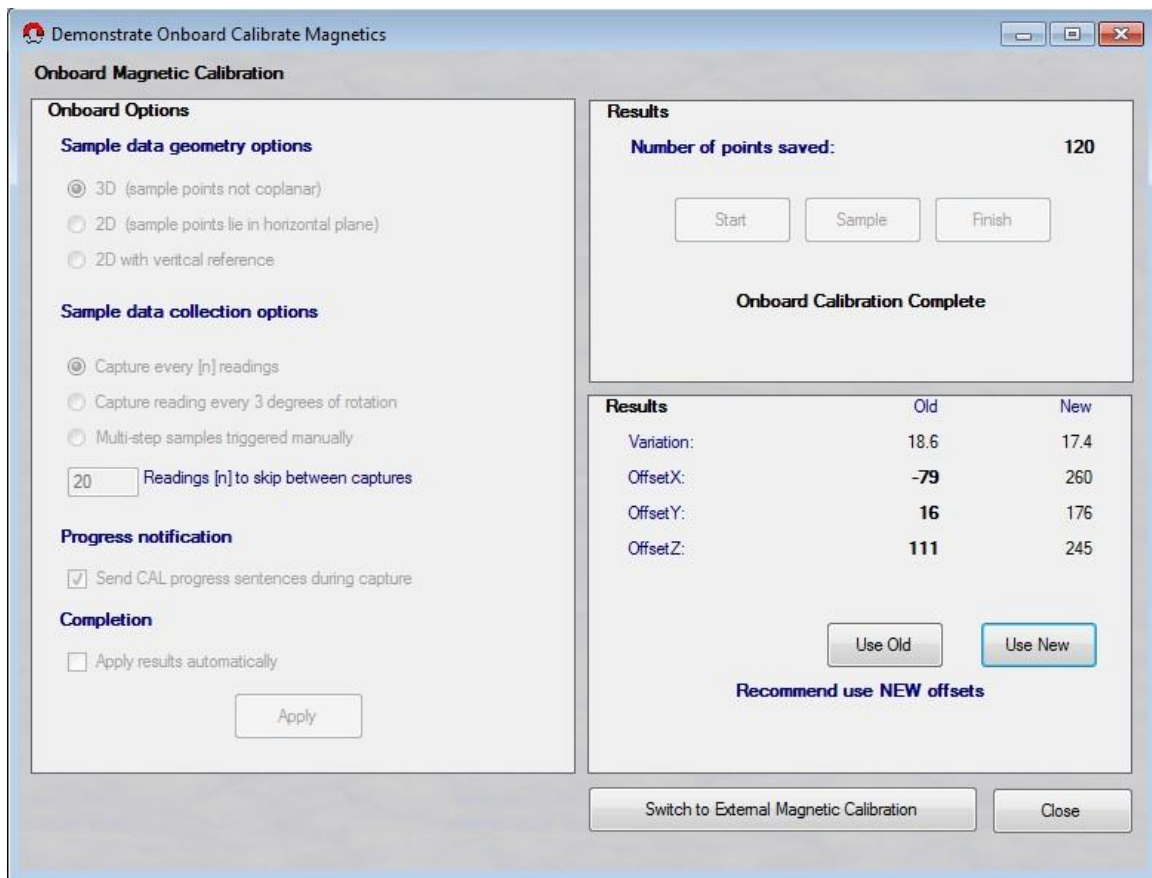 Demonstrate Onboard Calibrate Magnetics
Onboard Magnetic Calibration
Onboard Options
Sample data geometry options
3D (sample points not coplanar)
2D (sample points lie in horizontal plane)
2D with veritcal reference
Sample data collection options
Capture every [n] readings
Capture reading every 3 degrees of rotation
Multi-step samples triggered manually
20 Readings [n] to skip between captures
Progress notification
Send CAL progress sentences during capture
Completion
Apply results automatically
Apply
Results
Number of points saved: 120
Start Sample Finish
Onboard Calibration Complete
Results Old New
Variation: 18.6 17.4
OffsetX: -79 260
OffsetY: 16 176
OffsetZ: 111 245
Use Old Use New
Recommend use NEW offsets
Switch to External Magnetic Calibration Close